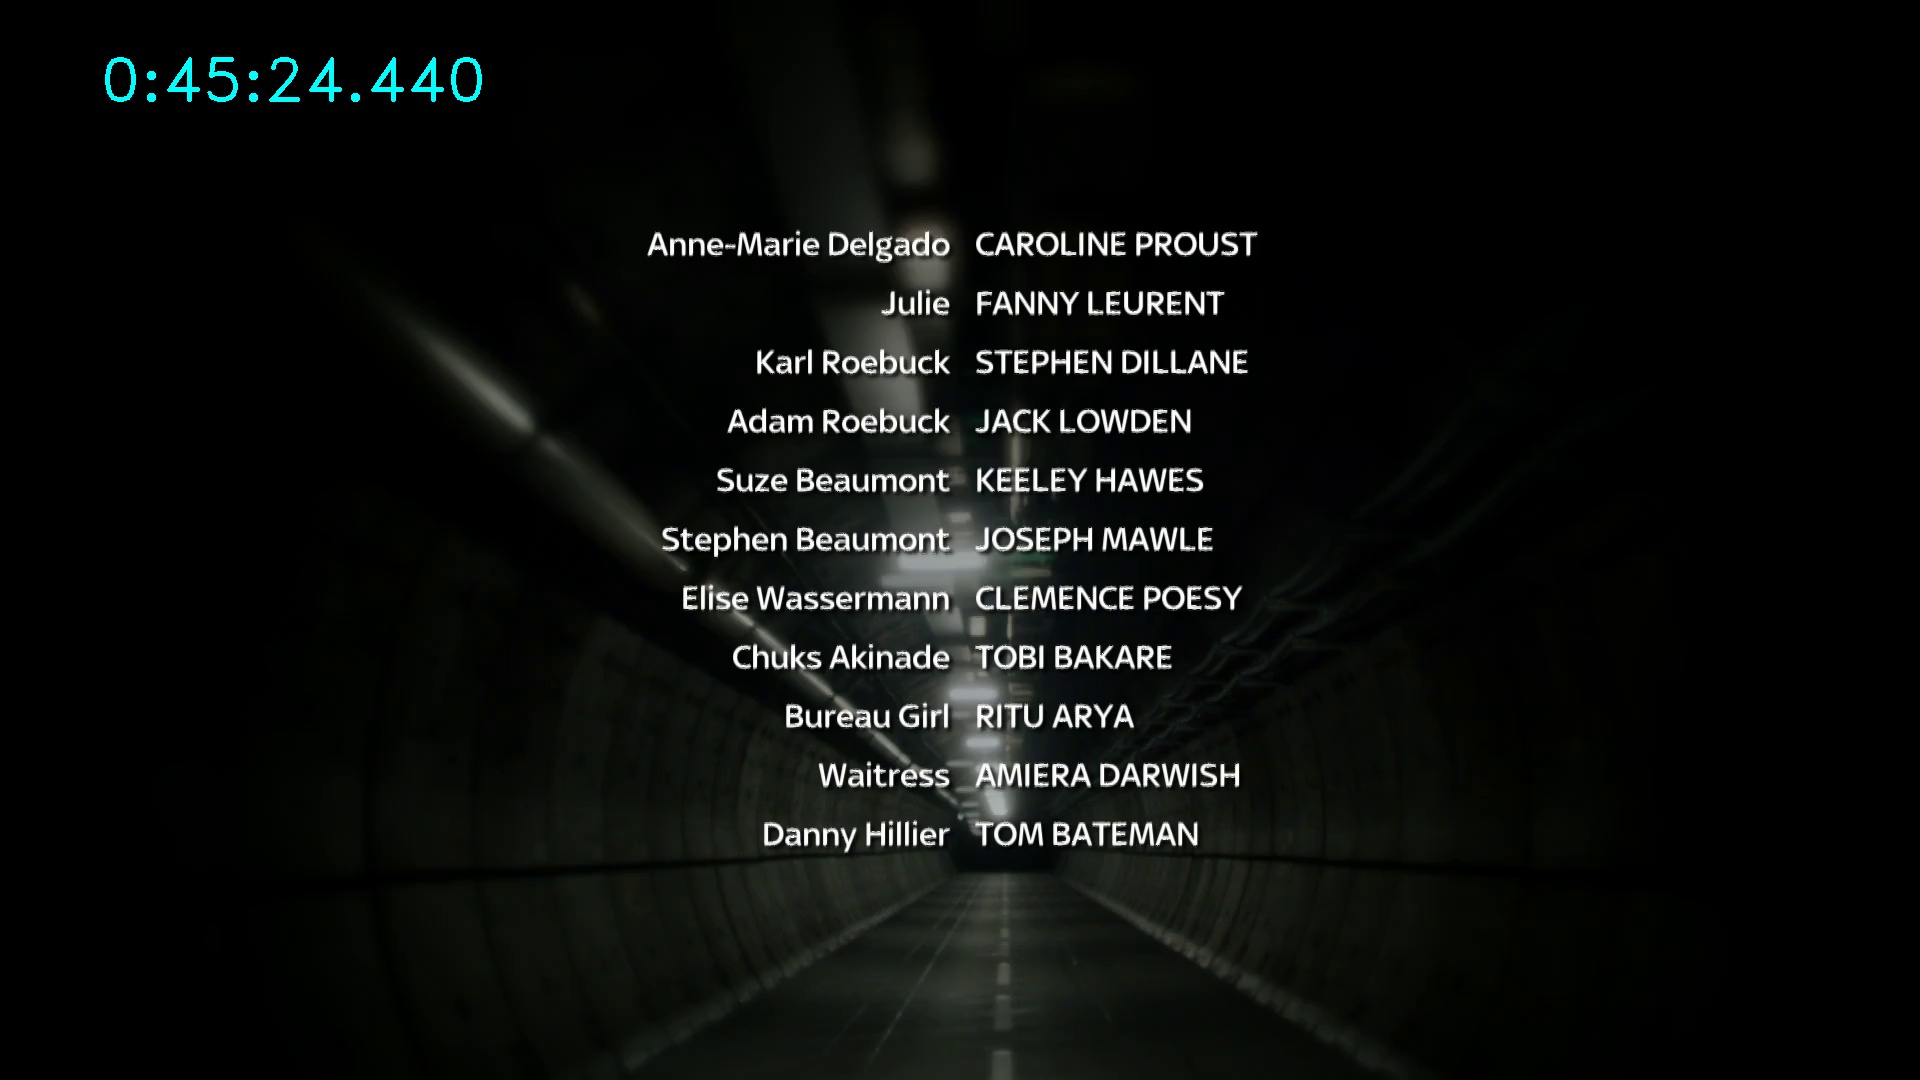 0:45:24.440
Anne-Marie Delgado CAROLINE PROUST
Julie FANNY LEURENT
Karl Roebuck STEPHEN DILLANE
Adam Roebuck JACK LOWDEN
Suze Beaumont KEELEY HAWES
Stephen Beaumont JOSEPH MAWLE
Elise Wassermann CLEMENCE POESY
Chuks Akinade TOBI BAKARE
Bureau Girl RITU ARYA
Waitress AMIERA DARWISH
Danny Hillier TOM BATEMAN